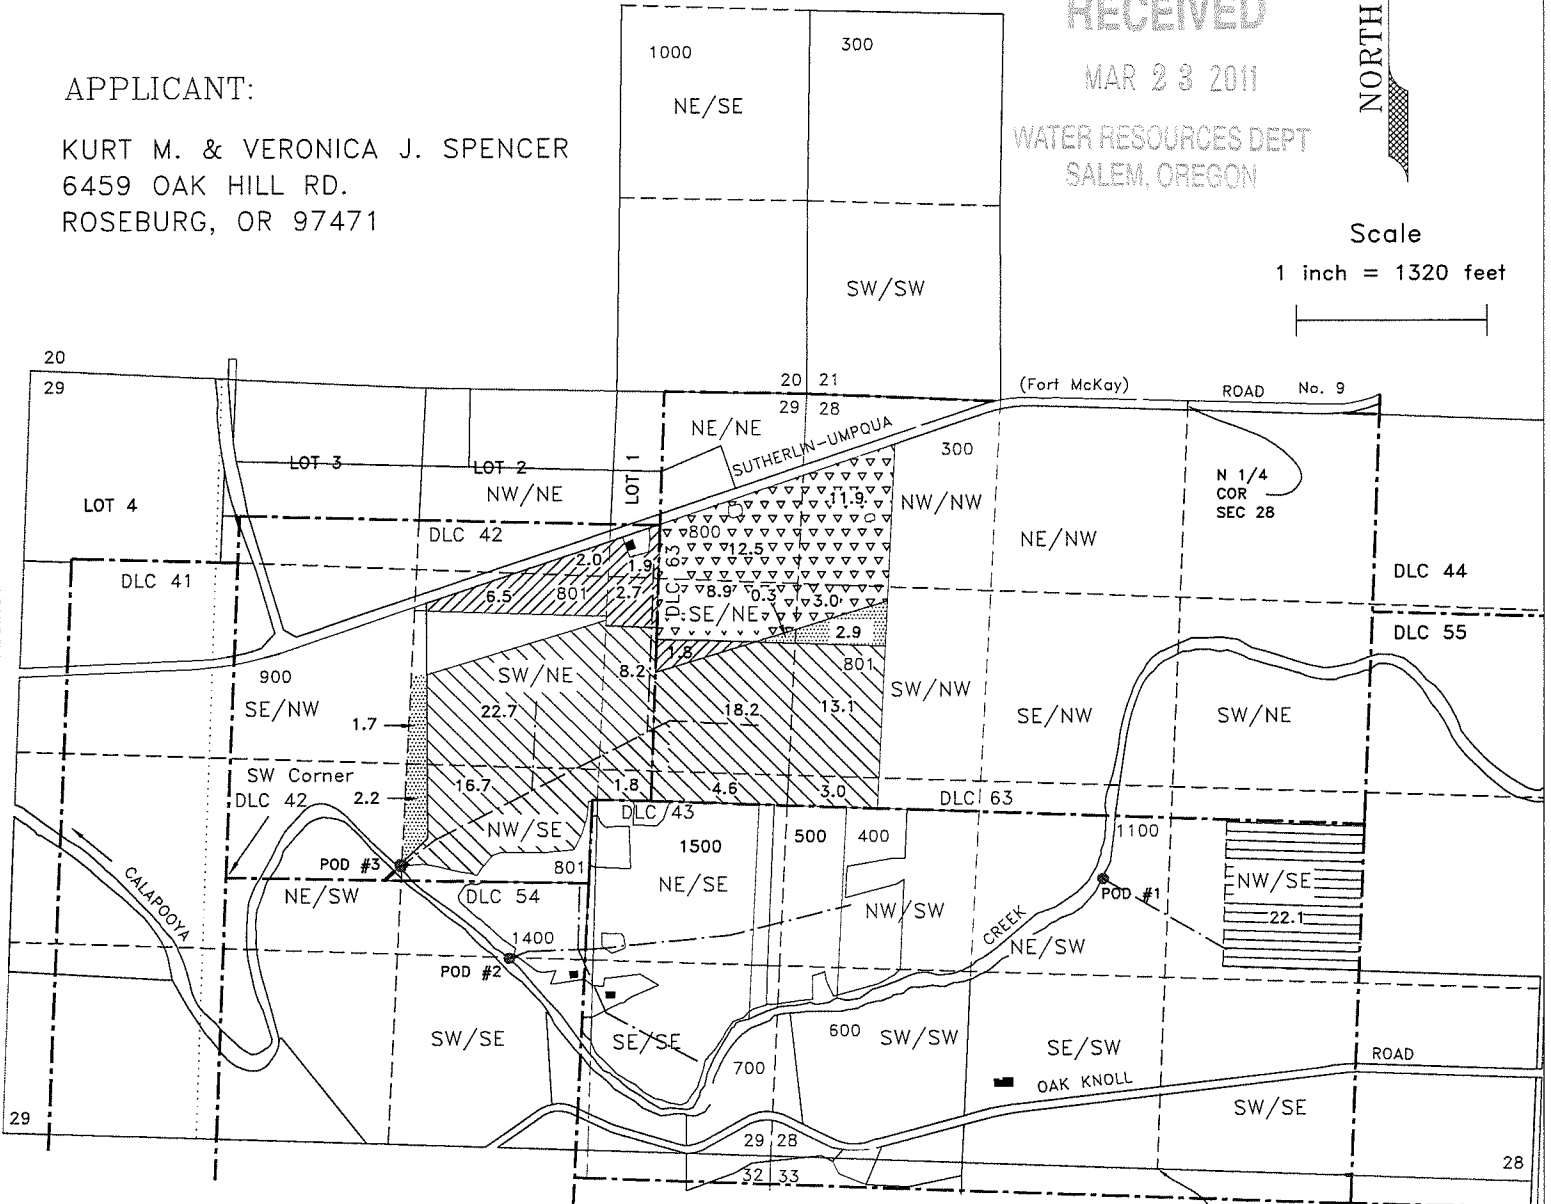 RECEIVED
MAR 23 2011
WATER RESOURCES DEPT
SALEM, OREGON
NORTH
Scale
1 inch = 1320 feet
APPLICANT:
KURT M. & VERONICA J. SPENCER
6459 OAK HILL RD.
ROSEBURG, OR 97471
1000
300
NE/SE
SW/SW
20
29
20 21
29 28
(Fort McKay)
ROAD No. 9
NE/NE
SUTHERLIN-UMPQUA
300
LOT 3
LOT 2
LOT 1
NW/NE
LOT 4
N 1/4
COR
SEC 28
11.9
NW/NW
DLC 42
800
12.5
NE/NW
2.0
1.9
DLC 63
DLC 41
DLC 44
6.5
801
2.7
8.9
0.3
3.0
SE/NE
2.9
DLC 55
1.8
801
900
SW/NE
8.2
SE/NW
SW/NW
22.7
18.2
13.1
1.7
SE/NW
SW/NE
SW Corner
DLC 42
2.2
16.7
1.8
4.6
3.0
DLC 63
DLC 43
NW/SE
1500
500
400
1100
POD #3
801
NE/SE
NW/SE
POD #1
CALAPOOYA
NE/SW
DLC 54
NW/SW
22.1
CREEK
1400
NE/SW
POD #2
SW/SE
SE/SE
600
SW/SW
SE/SW
700
OAK KNOLL
ROAD
SW/SE
29
29 28
32 33
28